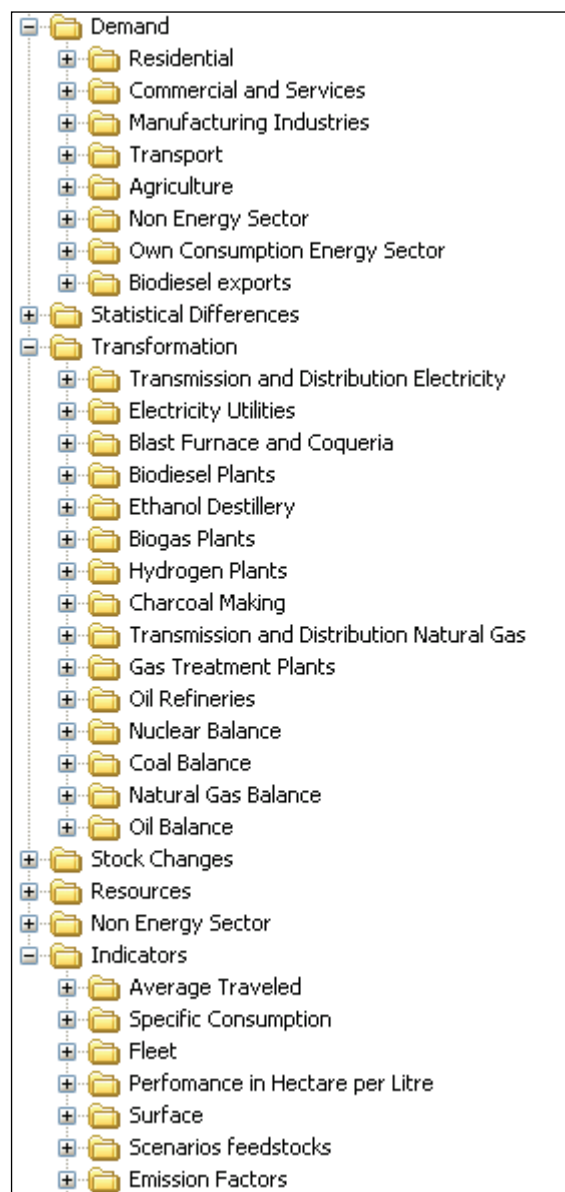 Demand
Residential
Commercial and Services
Manufacturing Industries
Transport
Agriculture
Non Energy Sector
Own Consumption Energy Sector
Biodiesel exports
Statistical Differences
Transformation
Transmission and Distribution Electricity
Electricity Utilities
Blast Furnace and Coqueria
Biodiesel Plants
Ethanol Destillery
Biogas Plants
Hydrogen Plants
Charcoal Making
Transmission and Distribution Natural Gas
Gas Treatment Plants
Oil Refineries
Nuclear Balance
Coal Balance
Natural Gas Balance
Oil Balance
Stock Changes
Resources
Non Energy Sector
Indicators
Average Traveled
Specific Consumption
Fleet
Perfomance in Hectare per Litre
Surface
Scenarios feedstocks
Emission Factors